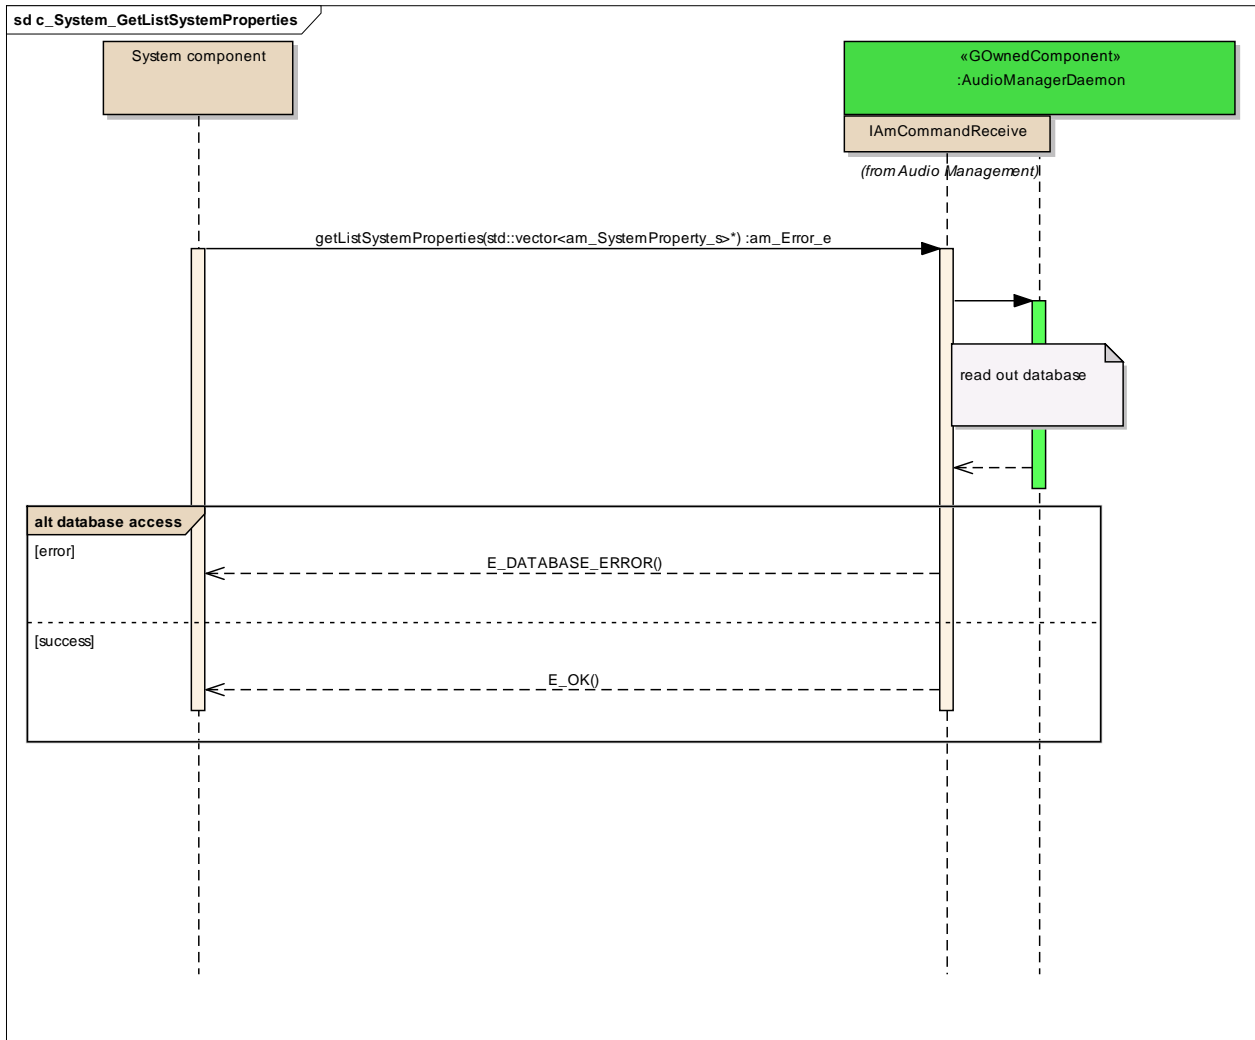 sd c_System_GetListSystemProperties
System component
«GOwnedComponent»
:AudioManagerDaemon
IAmCommandReceive
(from Audio Management)
getListSystemProperties(std::vector<am_SystemProperty_s>*) :am_Error_e
read out database
alt database access
[error]
E_DATABASE_ERROR()
[success]
E_OK()